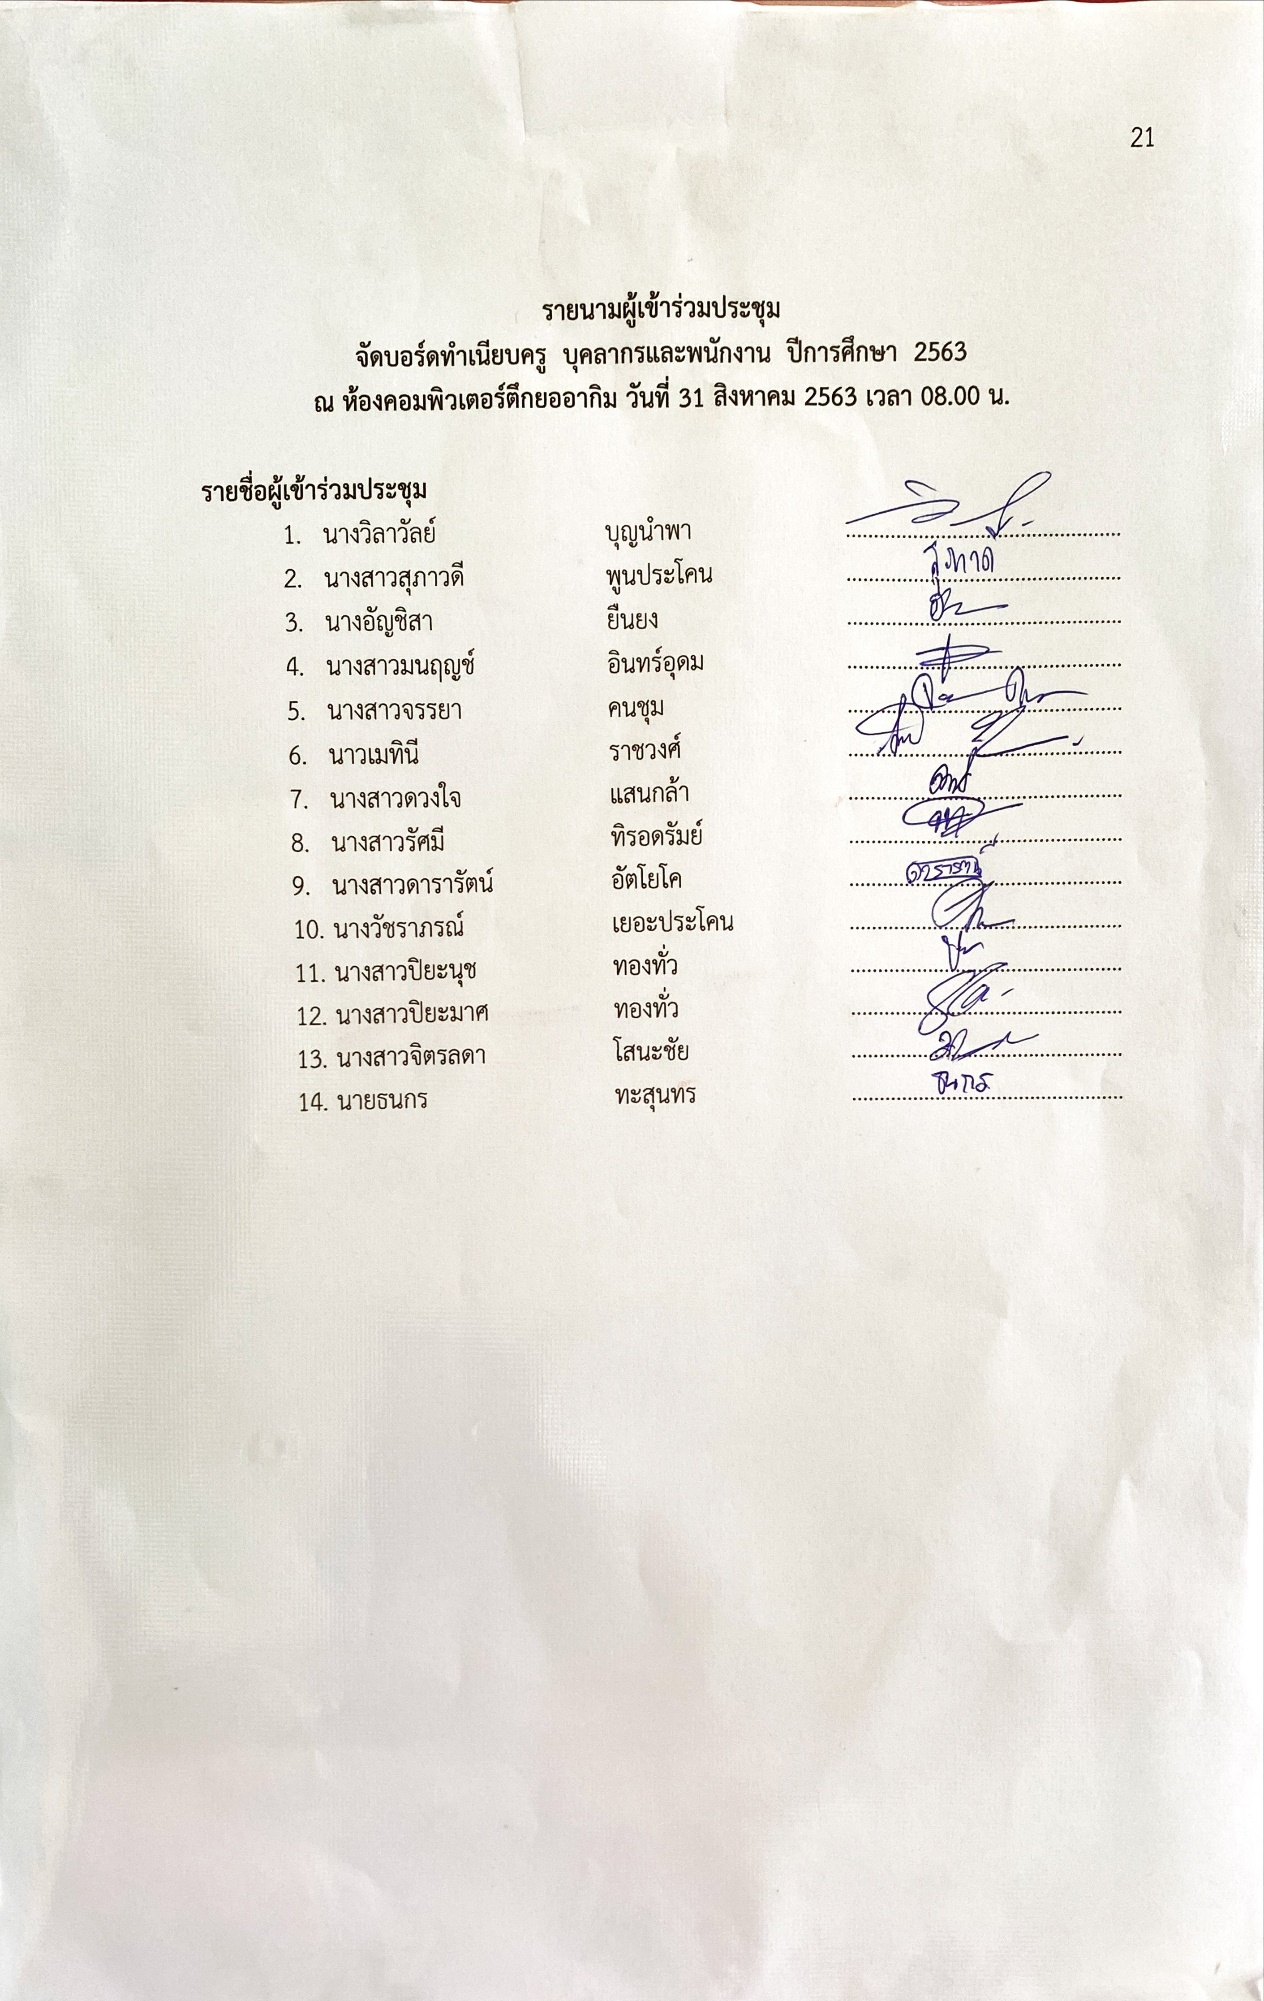 21
รายนามผู้เข้าร่วมประชุม
จัดบอร์ดทำเนียบครู บุคลากรและพนักงาน ปีการศึกษา 2563
ณ ห้องคอมพิวเตอร์ตึกยออากิม วันที่ 31 สิงหาคม 2563 เวลา 08.00 น.
รายชื่อผู้เข้าร่วมประชุม
1. นางวิลาวัลย์ บุญนำพา
2. นางสาวสุภาวดี พูนประโคน
3. นางอัญชิสา ยืนยง
4. นางสาวมนฤญช์ อินทร์อุดม
5. นางสาวจรรยา คนชุม
6. นาวเมทินี ราชวงศ์
7. นางสาวดวงใจ แสนกล้า
8. นางสาวรัศมี ทิรอดรัมย์
9. นางสาวดารารัตน์ อัตโยโค
10. นางวัชราภรณ์ เยอะประโคน
11. นางสาวปิยะนุช ทองทั่ว
12. นางสาวปิยะมาศ ทองทั่ว
13. นางสาวจิตรลดา โสนะชัย
14. นายธนกร ทะสุนทร ธนกร